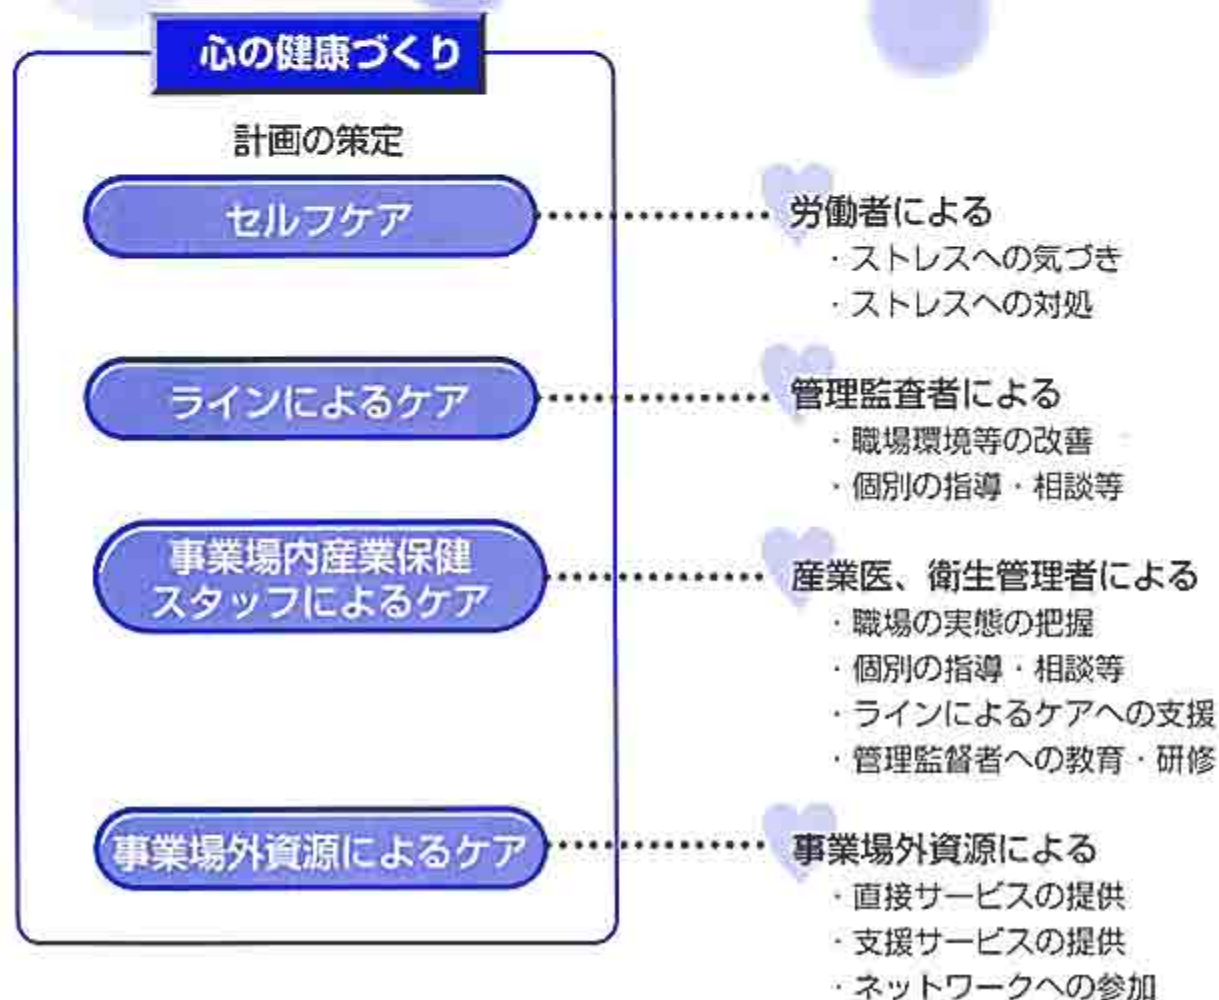 心の健康づくり
計画の策定
セルフケア
労働者による
・ストレスへの気づき
・ストレスへの対処
ラインによるケア
管理監査者による
・職場環境等の改善
・個別の指導・相談等
事業場内産業保健
スタッフによるケア
産業医、衛生管理者による
・職場の実態の把握
・個別の指導・相談等
・ラインによるケアへの支援
・管理監督者への教育・研修
事業場外資源によるケア
事業場外資源による
・直接サービスの提供
・支援サービスの提供
・ネットワークへの参加